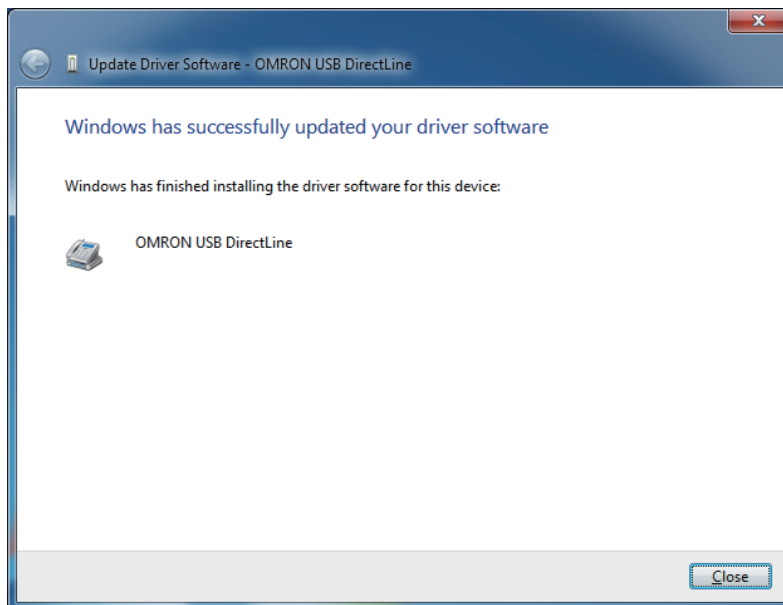 Update Driver Software - OMRON USB DirectLine
Windows has successfully updated your driver software
Windows has finished installing the driver software for this device:
OMRON USB DirectLine
Close